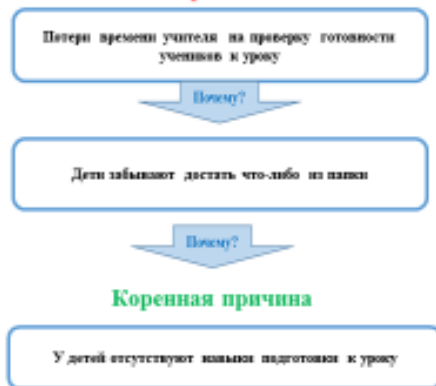 Потери времени учителя на проверку готовности
учеников к уроку
Почему?
Дети забывают достать что-либо из папки
Почему?
Коренная причина
У детей отсутствуют навыки подготовки к уроку